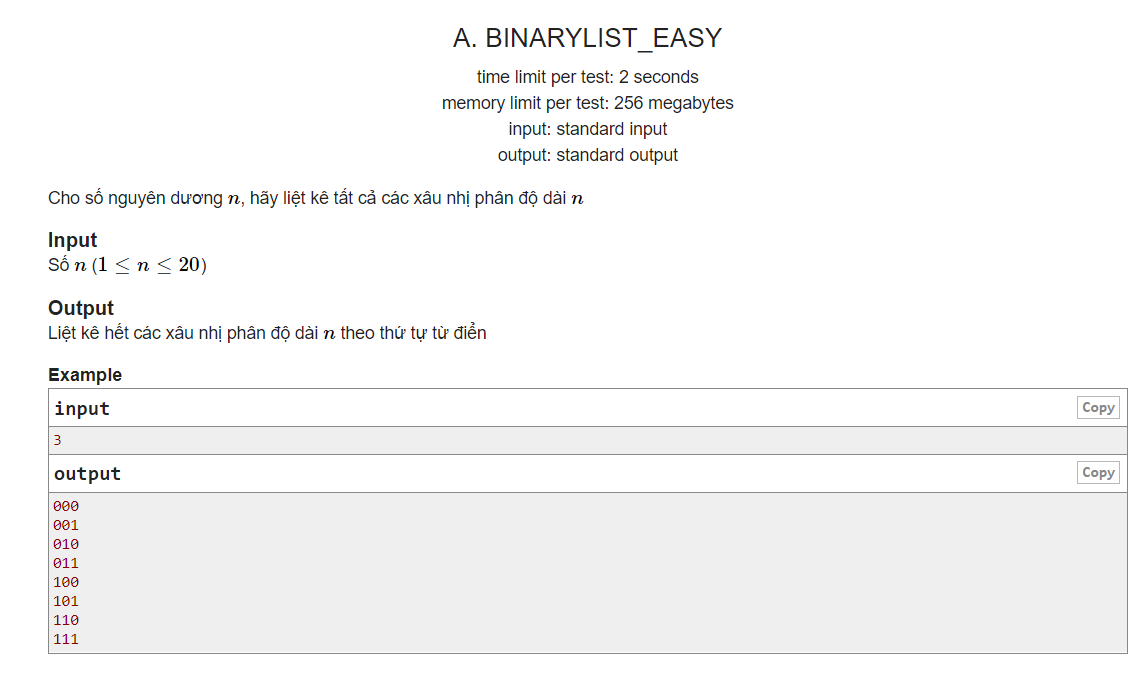 A. BINARYLIST_EASY
time limit per test: 2 seconds
memory limit per test: 256 megabytes
input: standard input
output: standard output
Cho số nguyên dương n, hãy liệt kê tất cả các xâu nhị phân độ dài n
Input
Số n (1 ≤ n ≤ 20)
Output
Liệt kê hết các xâu nhị phân độ dài n theo thứ tự từ điển
Example
input Copy
3
output Copy
000
001
010
011
100
101
110
111